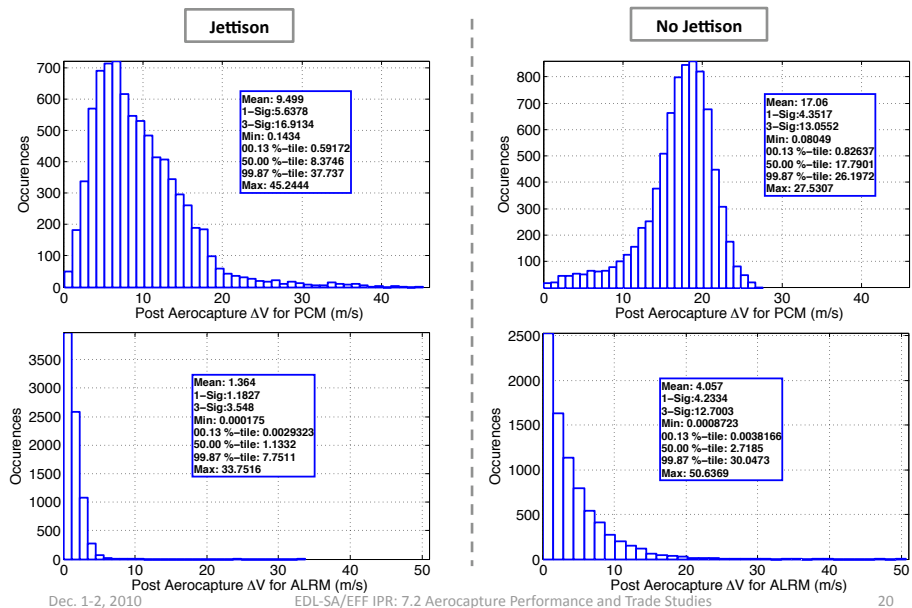 Jettison
No Jettison
700
600
500
400
300
200
100
0
Occurences
Mean: 9.499
1−Sig:5.6378
3−Sig:16.9134
Min: 0.1434
00.13 %−tile: 0.59172
50.00 %−tile: 8.3746
99.87 %−tile: 37.737
Max: 45.2444
0 10 20 30 40
Post Aerocapture ΔV for PCM (m/s)
800
700
600
500
400
300
200
100
Occurences
Mean: 17.06
1−Sig:4.3517
3−Sig:13.0552
Min: 0.08049
00.13 %−tile: 0.82637
50.00 %−tile: 17.7901
99.87 %−tile: 26.1972
Max: 27.5307
0 10 20 30 40
Post Aerocapture ΔV for PCM (m/s)
3500
3000
2500
2000
1500
1000
500
0
Occurences
Mean: 1.364
1−Sig:1.1827
3−Sig:3.548
Min: 0.000175
00.13 %−tile: 0.0029323
50.00 %−tile: 1.1332
99.87 %−tile: 7.7511
Max: 33.7516
0 10 20 30 40 50
Post Aerocapture ΔV for ALRM (m/s)
2500
2000
1500
1000
500
0
Occurences
Mean: 4.057
1−Sig:4.2334
3−Sig:12.7003
Min: 0.0008723
00.13 %−tile: 0.0038166
50.00 %−tile: 2.7185
99.87 %−tile: 30.0473
Max: 50.6369
0 10 20 30 40 50
Post Aerocapture ΔV for ALRM (m/s)
Dec. 1-2, 2010 EDL-SA/EFF IPR: 7.2 Aerocapture Performance and Trade Studies 20